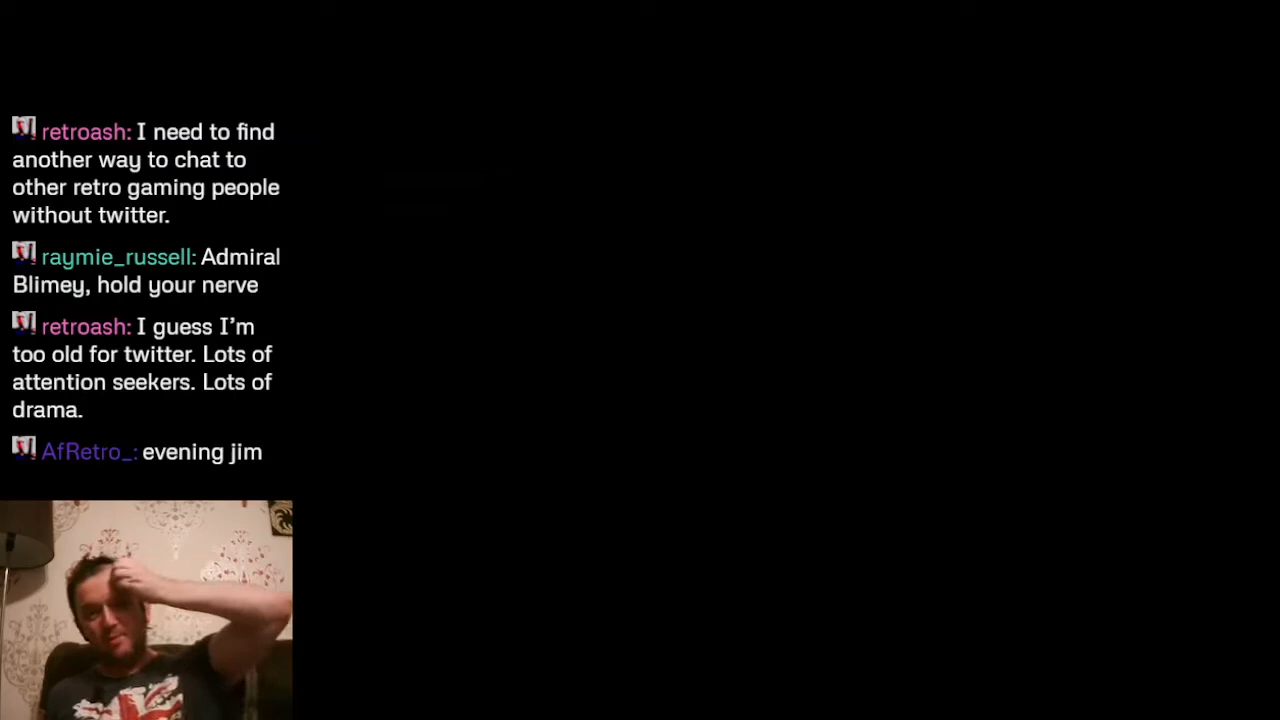 retroash: I need to find
another way to chat to
other retro gaming people
without twitter.
raymie_russell: Admiral
Blimey, hold your nerve
retroash: I guess I'm
too old for twitter. Lots of
attention seekers. Lots of
drama.
AfRetro_: evening jim